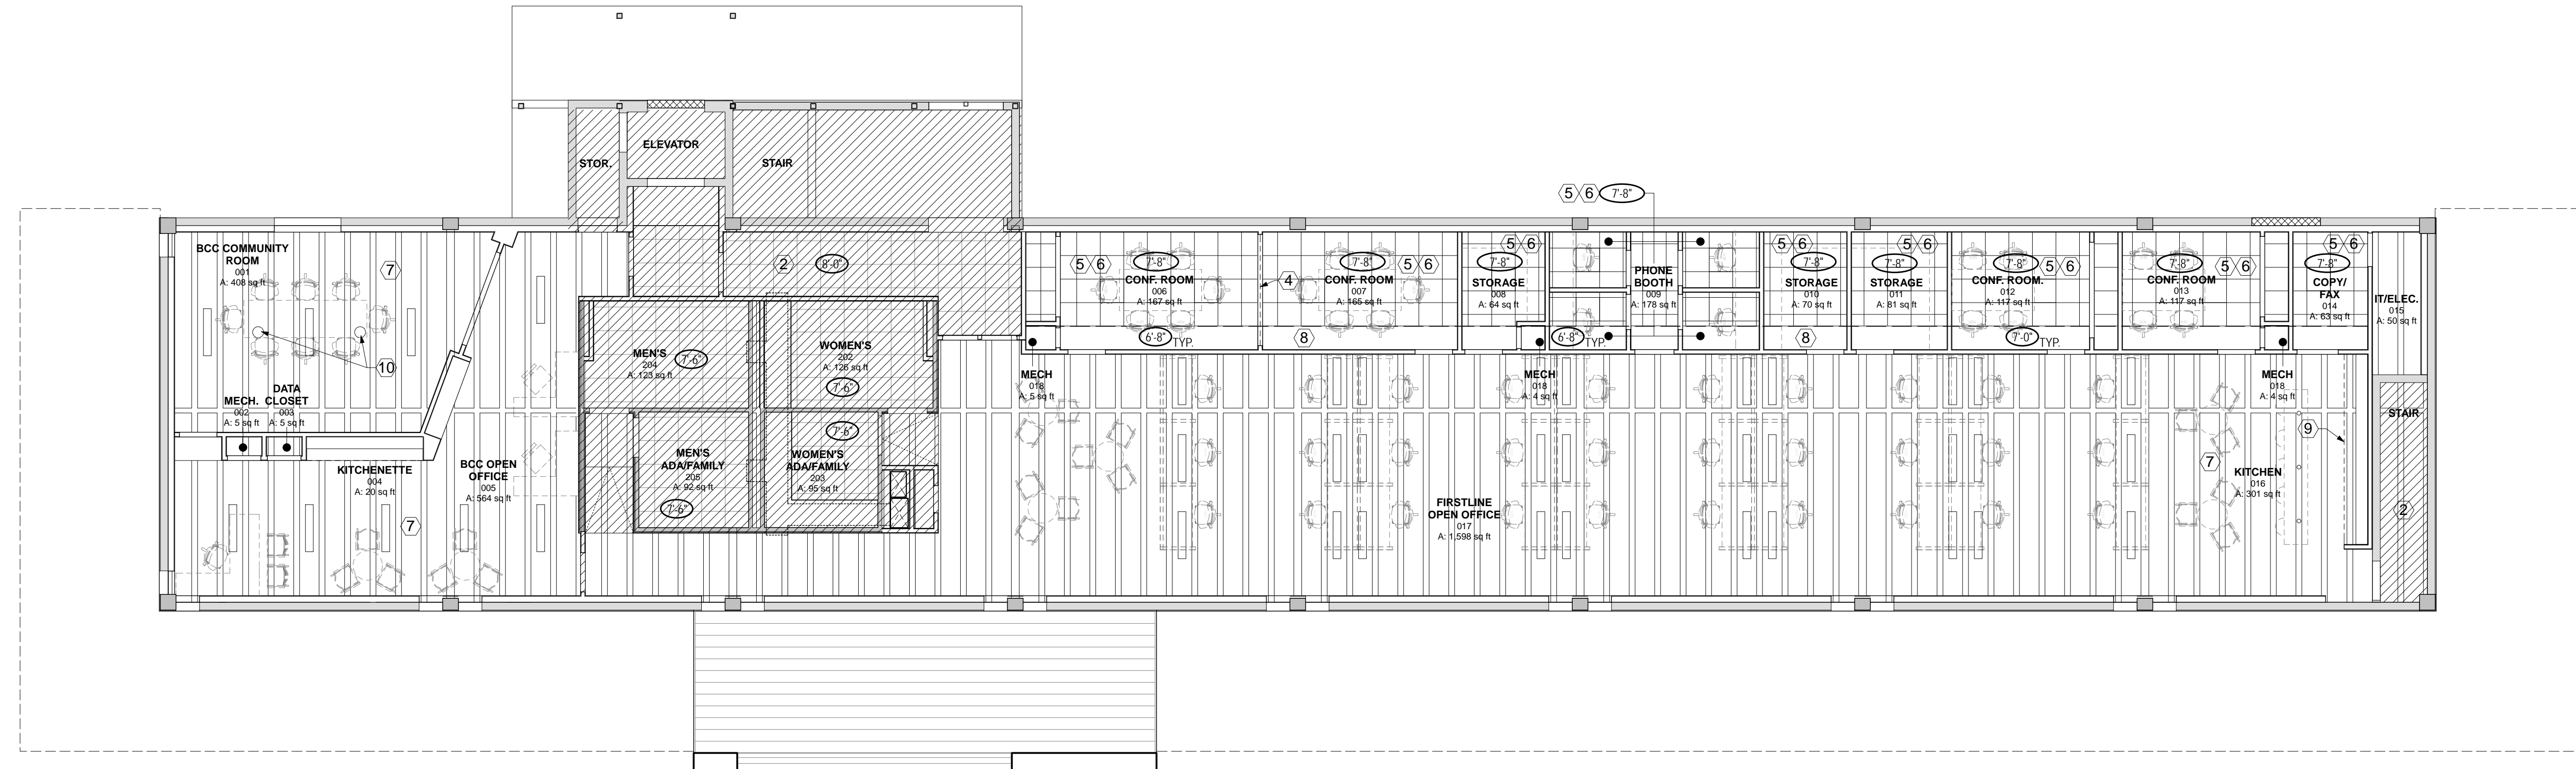 ELEVATOR
STOR.
STAIR
5 6 7'-8"
BCC COMMUNITY
ROOM
001
A: 408 sq ft
7
2
8'-0"
5 6
7'-8"
CONF. ROOM
006
A: 167 sq ft
4
7'-8"
CONF. ROOM
007
A: 165 sq ft
5 6
5 6
7'-8"
STORAGE
008
A: 64 sq ft
PHONE
BOOTH
009
A: 178 sq ft
5 6
7'-8"
STORAGE
010
A: 70 sq ft
5 6
7'-8"
STORAGE
011
A: 81 sq ft
7'-8"
CONF. ROOM.
012
A: 117 sq ft
5 6
7'-8"
CONF. ROOM
013
A: 117 sq ft
5 6
5 6
7'-8"
COPY/
FAX
014
A: 63 sq ft
IT/ELEC.
015
A: 50 sq ft
6'-8" TYP.
8
6'-8" TYP.
8
7'-0" TYP.
10
MEN'S
204
A: 123 sq ft
7'-6"
WOMEN'S
202
A: 126 sq ft
7'-6"
MECH
018
A: 5 sq ft
MECH
018
A: 4 sq ft
MECH
018
A: 4 sq ft
MECH.
002
A: 5 sq ft
DATA
CLOSET
003
A: 5 sq ft
STAIR
9
7'-6"
KITCHENETTE
004
A: 20 sq ft
BCC OPEN
OFFICE
005
A: 564 sq ft
MEN'S
ADA/FAMILY
205
A: 92 sq ft
7'-6"
WOMEN'S
ADA/FAMILY
203
A: 95 sq ft
7
KITCHEN
016
A: 301 sq ft
7
FIRSTLINE
OPEN OFFICE
017
A: 1,598 sq ft
2